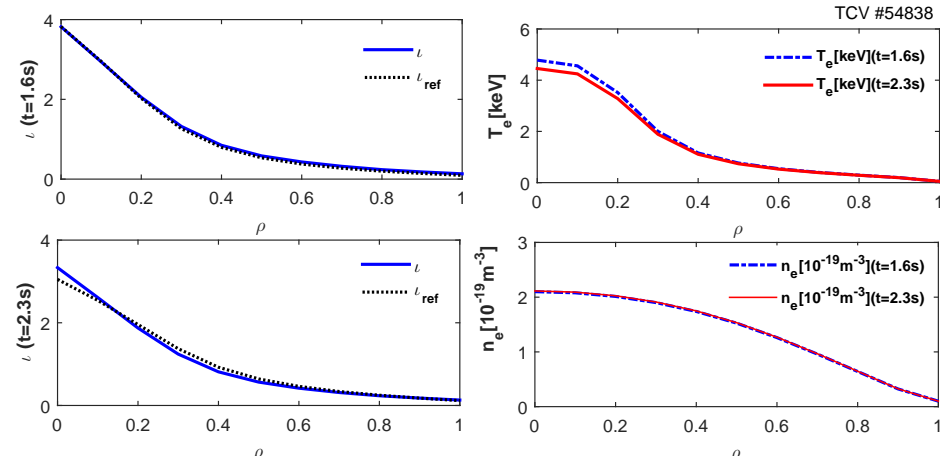 TCV #54838
ι (t=1.6s)
4
2
0
ι
ι_ref
0 0.2 0.4 0.6 0.8 1
ρ
T_e[keV]
6
4
2
0
T_e[keV](t=1.6s)
T_e[keV](t=2.3s)
0 0.2 0.4 0.6 0.8 1
ρ
ι (t=2.3s)
4
2
0
ι
ι_ref
0 0.2 0.4 0.6 0.8 1
ρ
n_e[10^-19m^-3]
3
2
1
0
n_e[10^-19m^-3](t=1.6s)
n_e[10^-19m^-3](t=2.3s)
0 0.2 0.4 0.6 0.8 1
ρ